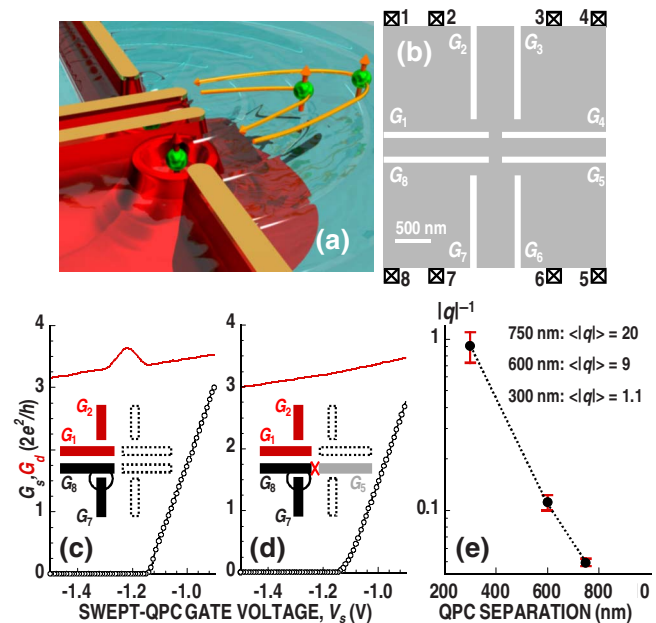 (a)
1 2 3 4
(b)
G2 G3
G1 G4
G8 G5
500 nm
G7 G6
8 7 6 5
Gs,Gd (2e²/h)
4
3
2
1
0
G2
G1
G8
G7
(c)
-1.4 -1.2 -1.0
4
3
2
1
0
G2
G1
X
G8 G5
G7
(d)
-1.4 -1.2 -1.0
SWEPT-QPC GATE VOLTAGE, Vs (V)
|q|⁻¹
1
0.1
750 nm: <|q|> = 20
600 nm: <|q|> = 9
300 nm: <|q|> = 1.1
(e)
200 400 600 800 0
QPC SEPARATION (nm)